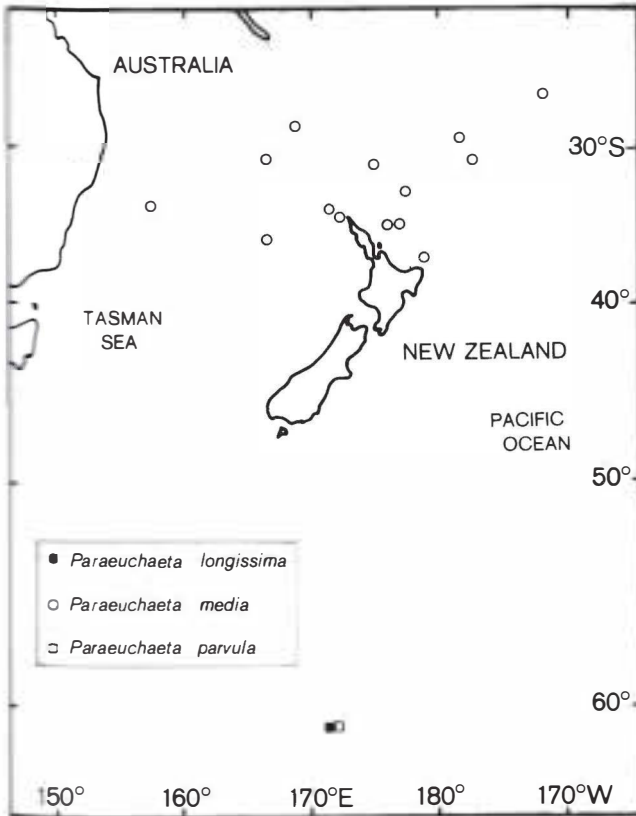 AUSTRALIA
30°S
40°
TASMAN
SEA
NEW ZEALAND
PACIFIC
OCEAN
50°
Paraeuchaeta longissima
Paraeuchaeta media
Paraeuchaeta parvula
60°
150°
160°
170°E
180°
170°W